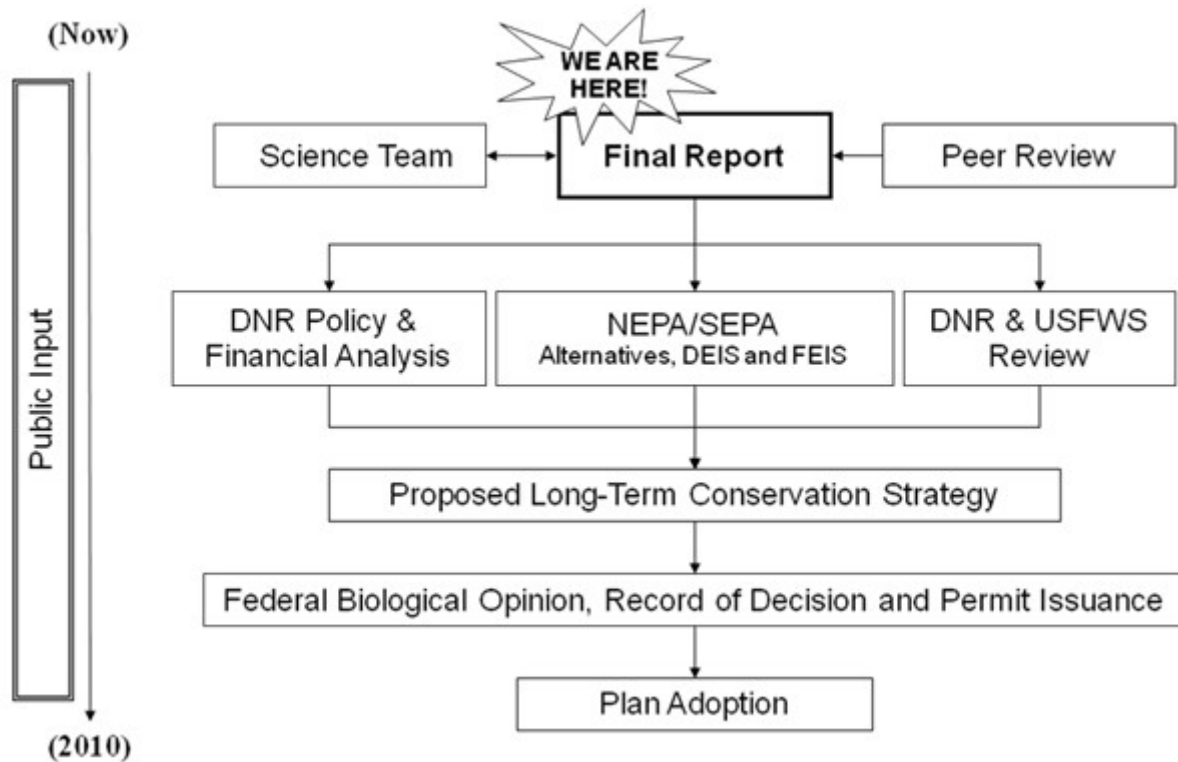 (Now)
WE ARE
HERE!
Science Team
Final Report
Peer Review
DNR Policy &
Financial Analysis
NEPA/SEPA
Alternatives, DEIS and FEIS
DNR & USFWS
Review
Public Input
Proposed Long-Term Conservation Strategy
Federal Biological Opinion, Record of Decision and Permit Issuance
Plan Adoption
(2010)